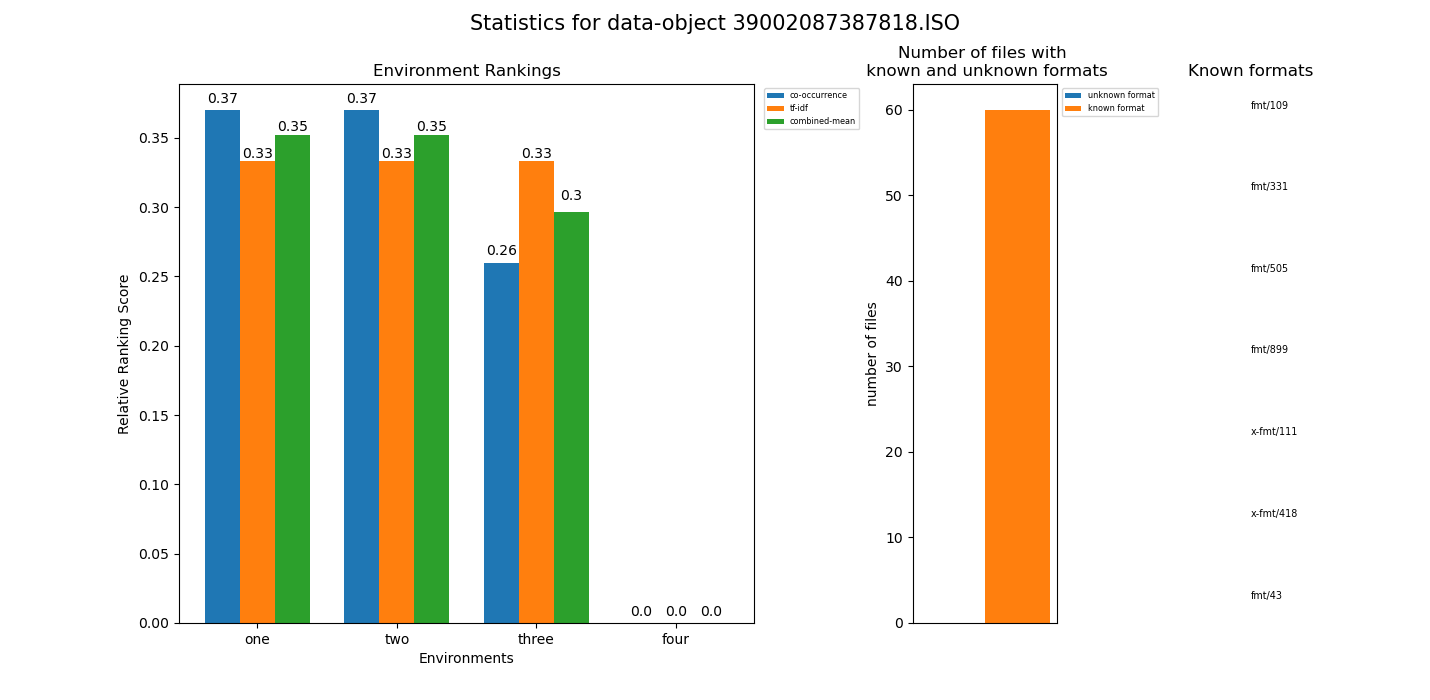 Statistics for data-object 39002087387818.ISO
Environment Rankings
0.37
0.33
0.35
0.37
0.33
0.35
0.26
0.33
0.3
0.0
0.0
0.0
0.35
0.30
0.25
0.20
0.15
0.10
0.05
0.00
Relative Ranking Score
one
two
three
four
Environments
co-occurrence
tf-idf
combined-mean
Number of files with
known and unknown formats
60
50
40
30
20
10
0
number of files
unknown format
known format
Known formats
fmt/109
fmt/331
fmt/505
fmt/899
x-fmt/111
x-fmt/418
fmt/43